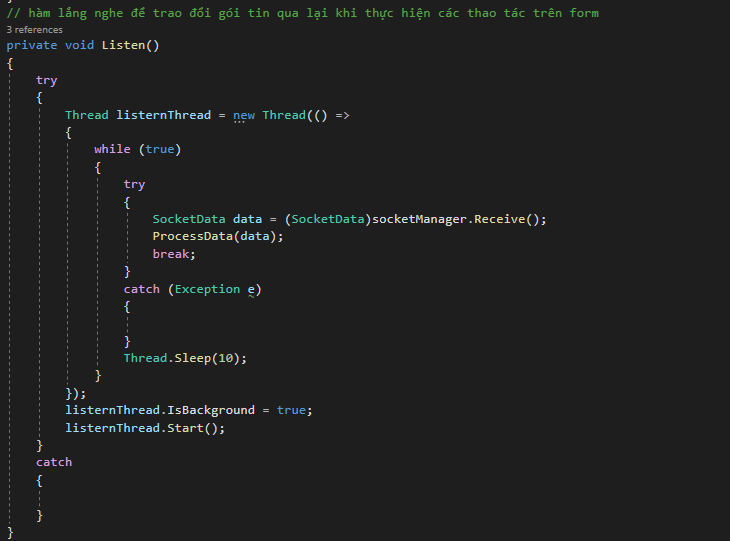 }
// hàm lắng nghe để trao đổi gói tin qua lại khi thực hiện các thao tác trên form
3 references
private void Listen()
{
try
{
Thread listernThread = new Thread(() =>
{
while (true)
{
try
{
SocketData data = (SocketData)socketManager.Receive();
ProcessData(data);
break;
}
catch (Exception e)
{
}
Thread.Sleep(10);
}
});
listernThread.IsBackground = true;
listernThread.Start();
}
catch
{
}
}